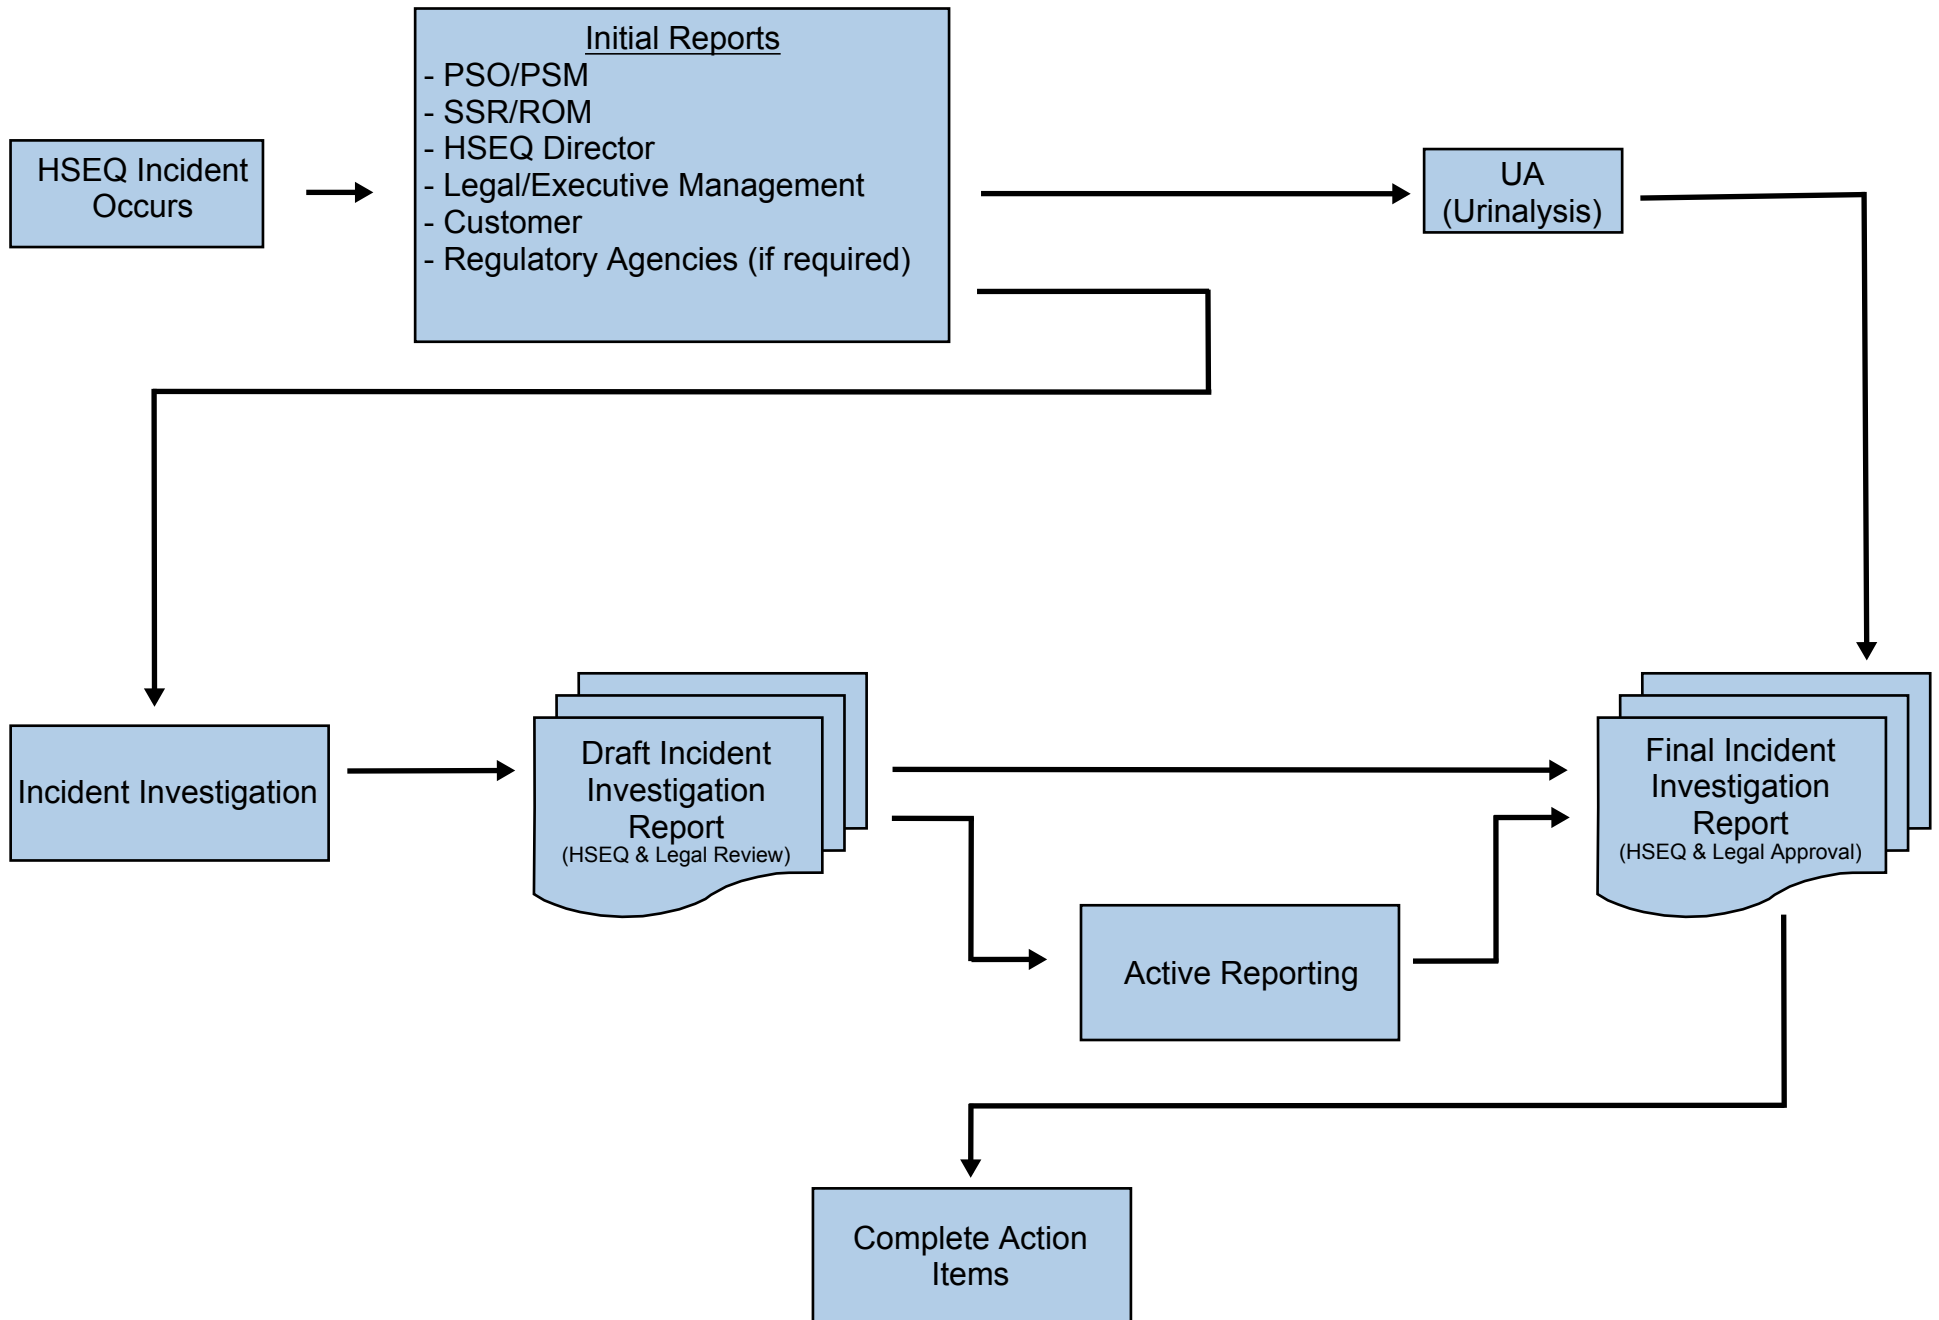 Initial Reports
- PSO/PSM
- SSR/ROM
- HSEQ Director
- Legal/Executive Management
- Customer
- Regulatory Agencies (if required)
HSEQ Incident
Occurs
UA
(Urinalysis)
Incident Investigation
Draft Incident
Investigation
Report
(HSEQ & Legal Review)
Final Incident
Investigation
Report
(HSEQ & Legal Approval)
Active Reporting
Complete Action
Items